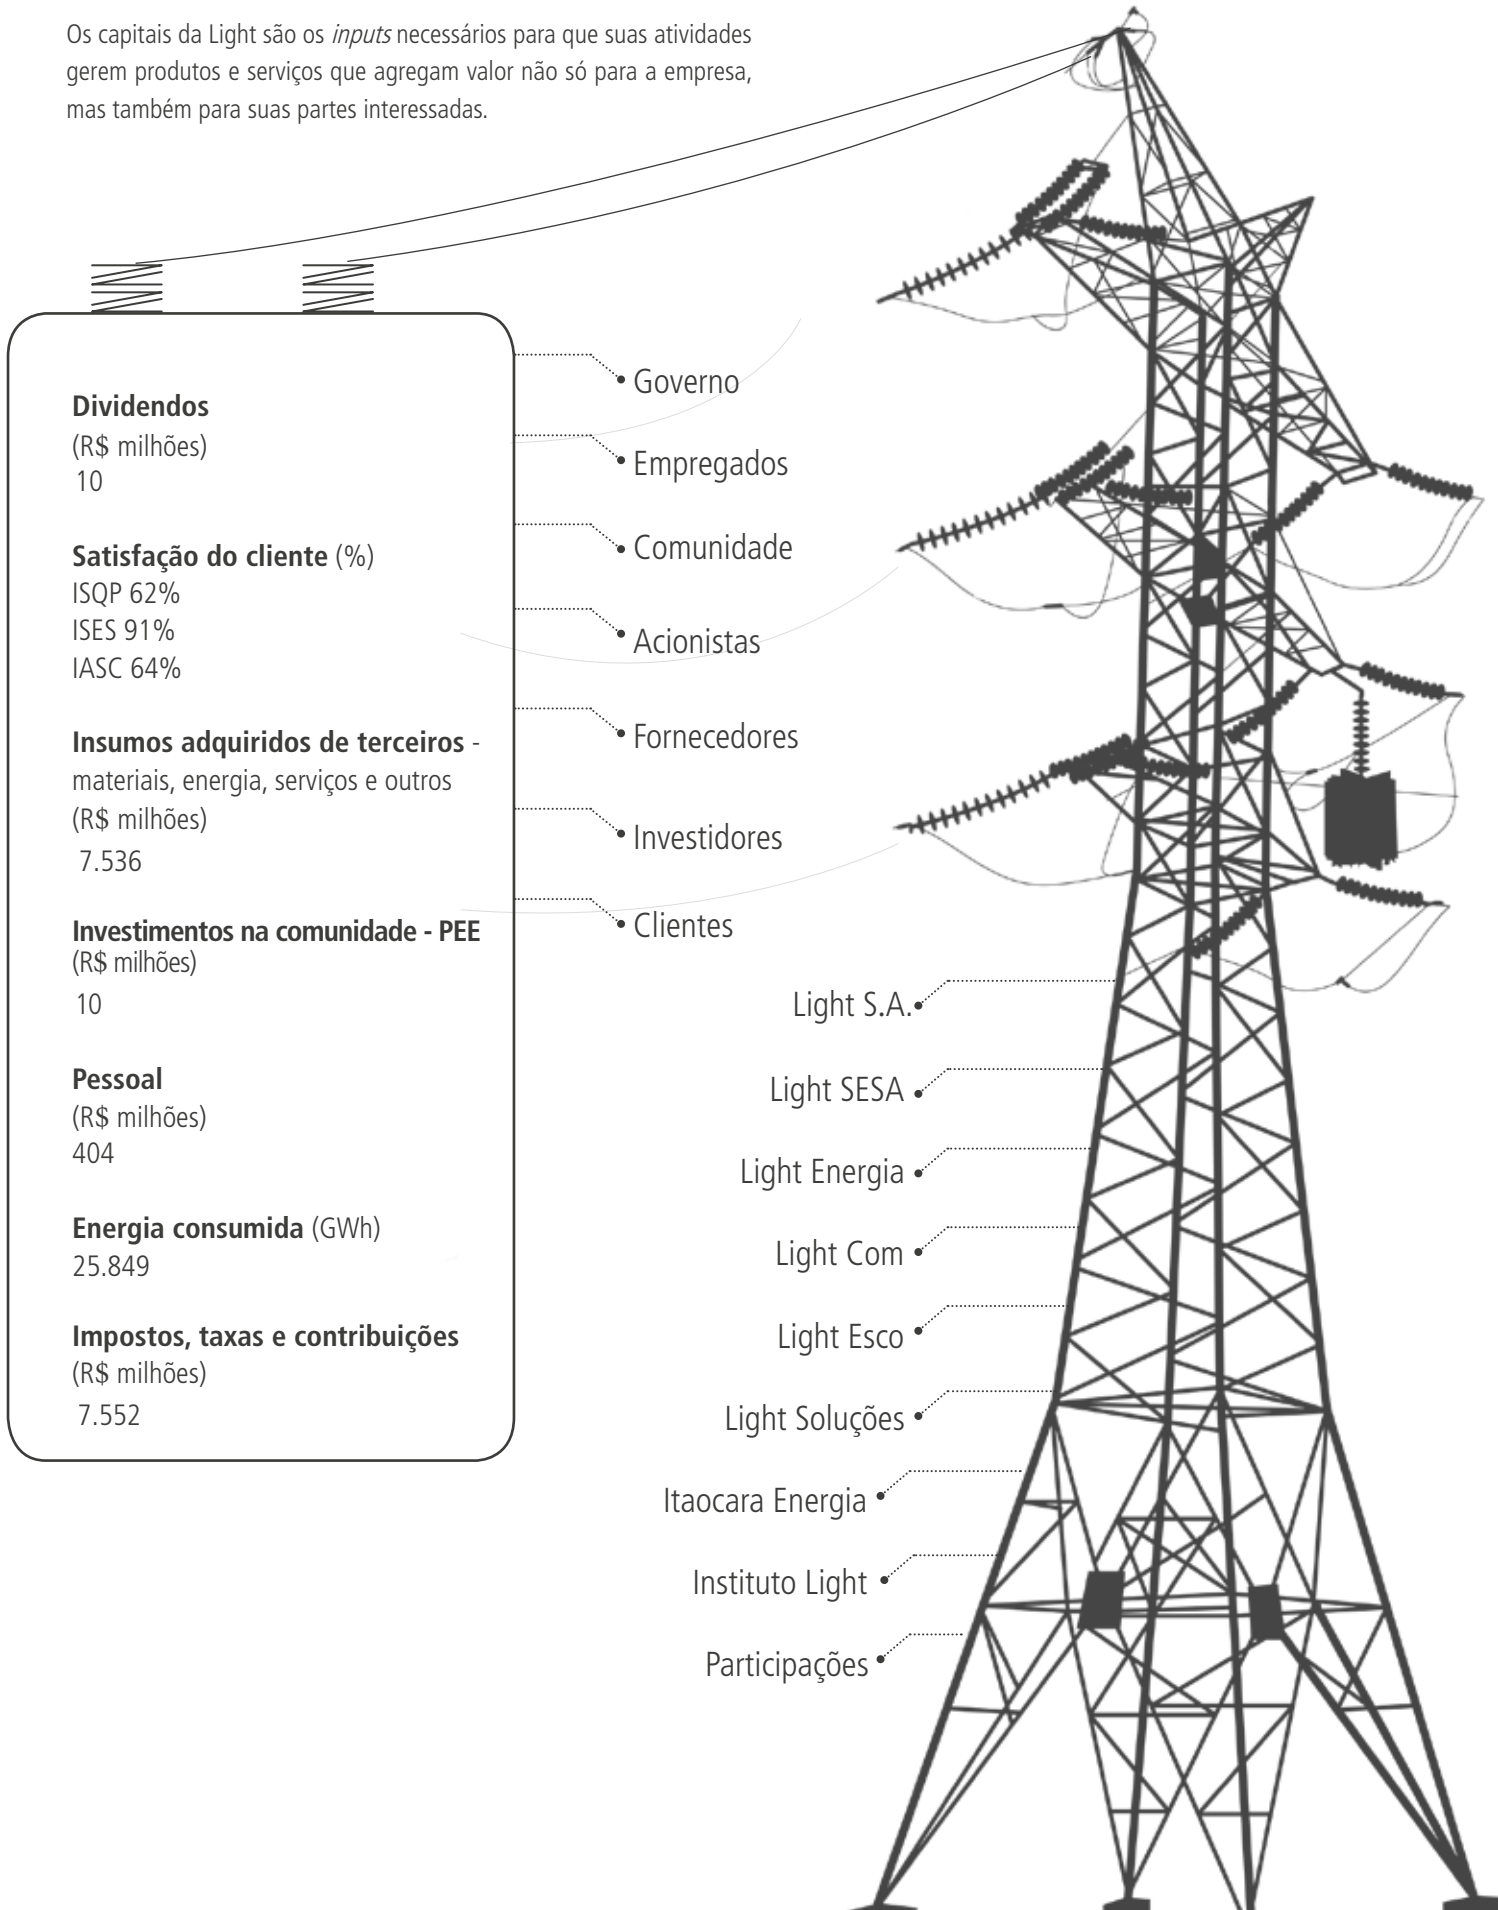 Os capitais da Light são os inputs necessários para que suas atividades
gerem produtos e serviços que agregam valor não só para a empresa,
mas também para suas partes interessadas.
Dividendos
(R$ milhões)
10
Satisfação do cliente (%)
ISQP 62%
ISES 91%
IASC 64%
Insumos adquiridos de terceiros -
materiais, energia, serviços e outros
(R$ milhões)
7.536
Investimentos na comunidade - PEE
(R$ milhões)
10
Pessoal
(R$ milhões)
404
Energia consumida (GWh)
25.849
Impostos, taxas e contribuições
(R$ milhões)
7.552
Governo
Empregados
Comunidade
Acionistas
Fornecedores
Investidores
Clientes
Light S.A.
Light SESA
Light Energia
Light Com
Light Esco
Light Soluções
Itaocara Energia
Instituto Light
Participações